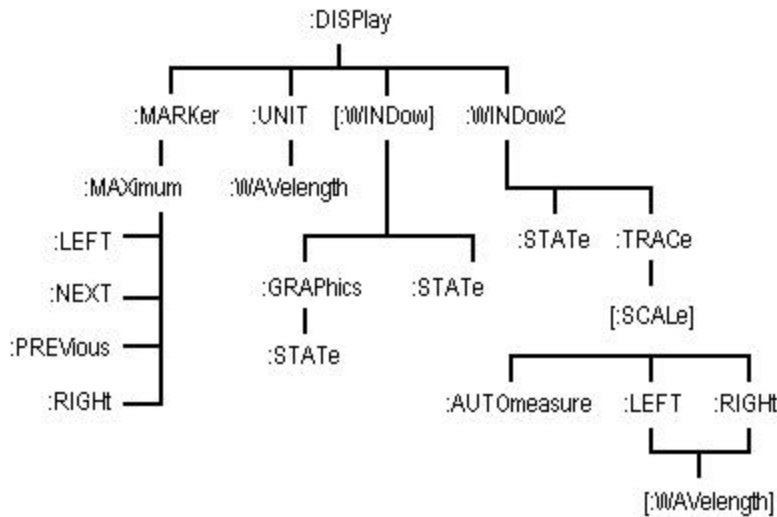 :DISPlay
:MARKer :UNIT [:WINDow] :WINDow2
:MAXimum :WAVelength
:LEFT :STATe :TRACe
:NEXT :GRAPhics :STATe
[:SCALe]
:PREVious :STATe
:RIGHt :AUTOmeasure :LEFT :RIGHt
[:WAVelength]